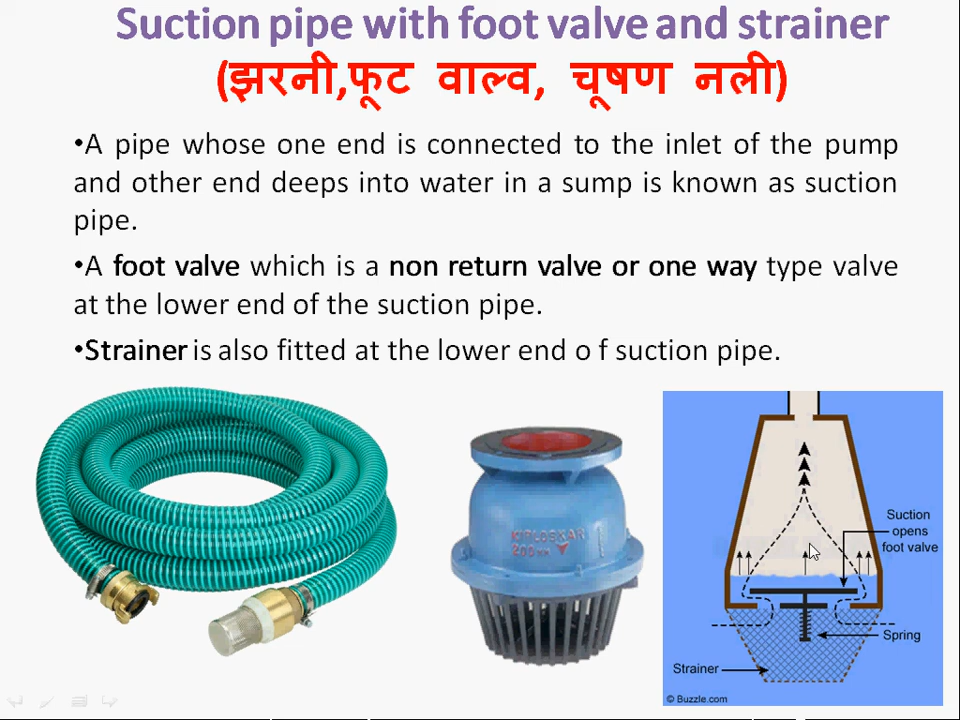 Suction pipe with foot valve and strainer
(झरनी,फूट वाल्व, चूषण नली)
•A pipe whose one end is connected to the inlet of the pump
and other end deeps into water in a sump is known as suction
pipe.
•A foot valve which is a non return valve or one way type valve
at the lower end of the suction pipe.
•Strainer is also fitted at the lower end o f suction pipe.
KIRLOSKAR
200
Suction
opens
foot valve
Spring
Strainer
© Buzzle.com